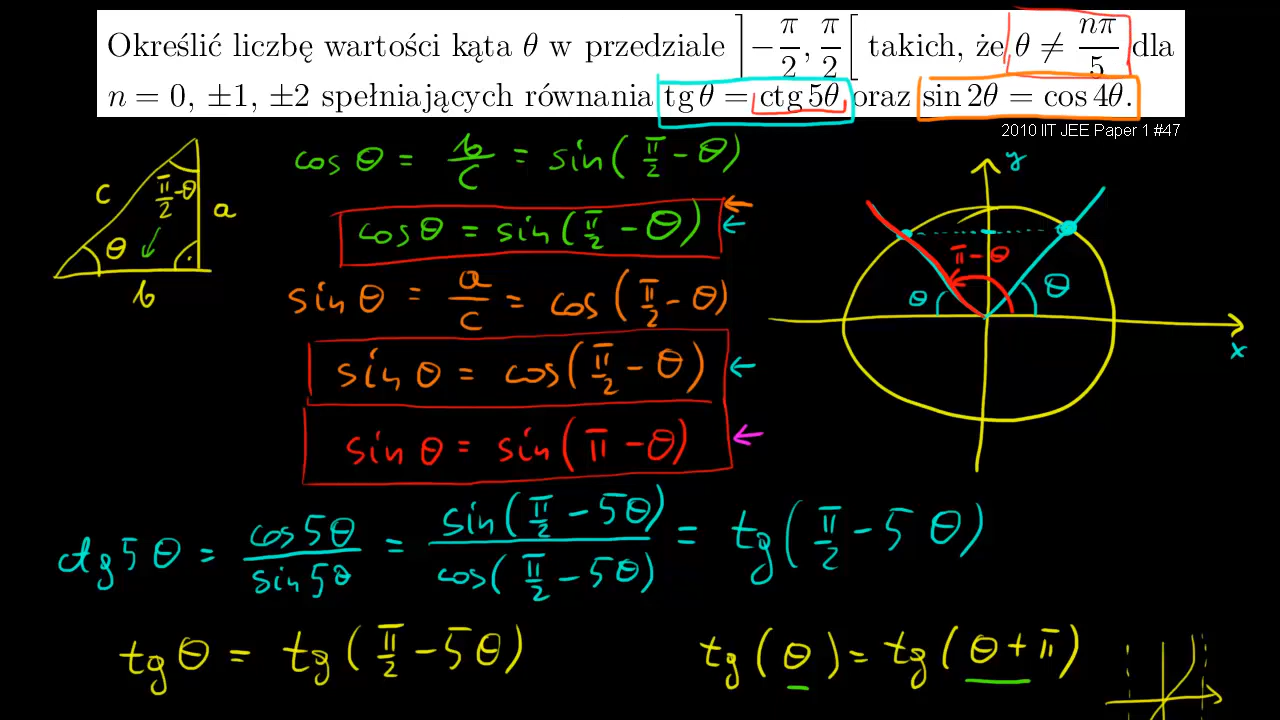 Określić liczbę wartości kąta θ w przedziale ]−π/2, π/2[ takich, że θ ≠ nπ/5 dla
n = 0, ±1, ±2 spełniających równania tg θ = ctg 5θ oraz sin 2θ = cos 4θ.
2010 IIT JEE Paper 1 #47
cos θ = b/c = sin(π/2 − θ)
cos θ = sin(π/2 − θ)
sin θ = a/c = cos(π/2 − θ)
sin θ = cos(π/2 − θ)
sin θ = sin(π − θ)
c
π/2 − θ
a
θ
b
y
π − θ
θ
θ
x
ctg 5θ = cos 5θ / sin 5θ = sin(π/2 − 5θ) / cos(π/2 − 5θ) = tg(π/2 − 5θ)
tg θ = tg(π/2 − 5θ)
tg(θ) = tg(θ + π)